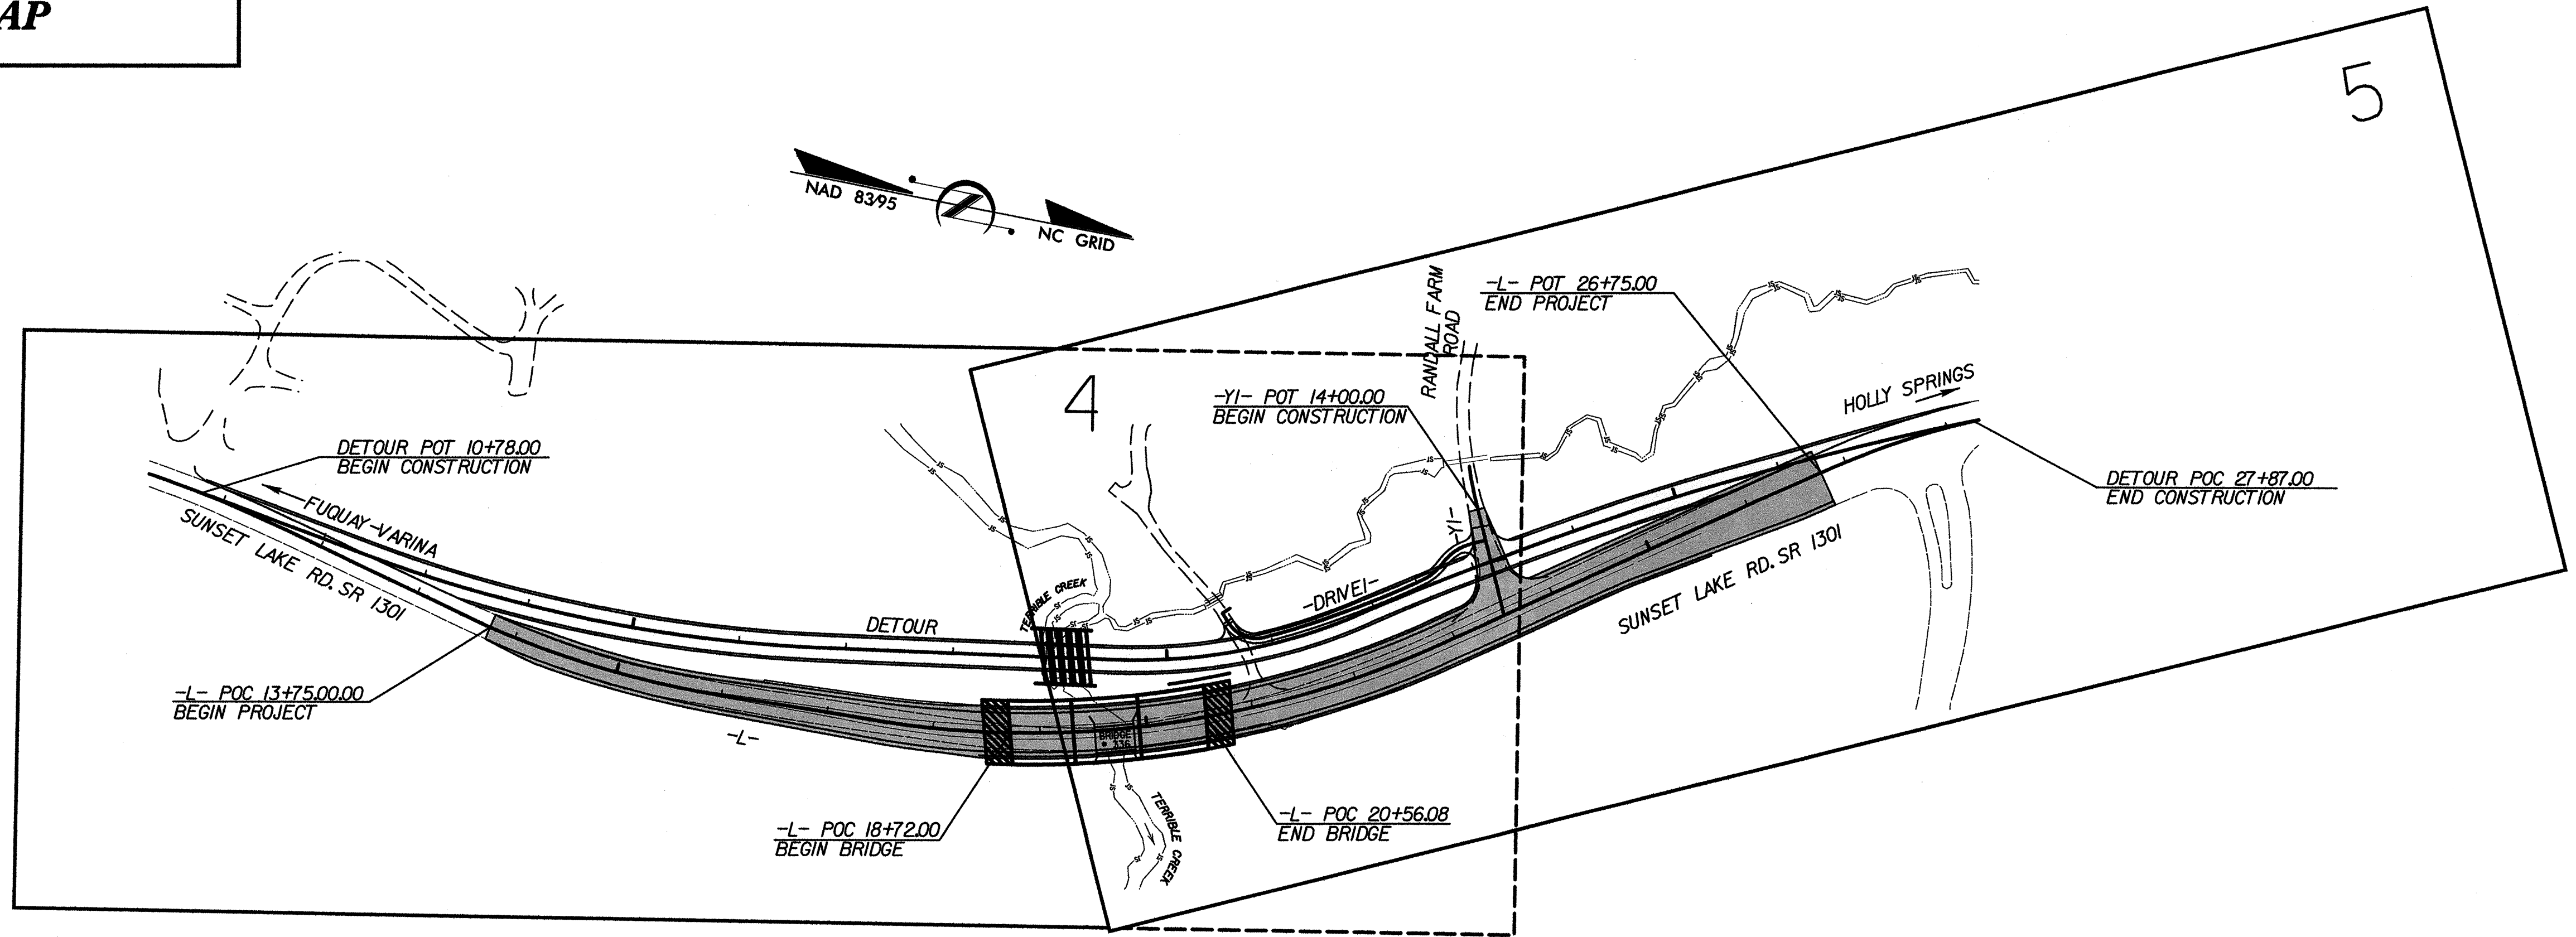 AP
5
NAD 83/95
NC GRID
-L- POT 26+75.00
END PROJECT
RANDALL FARM
ROAD
4
-Y1- POT 14+00.00
BEGIN CONSTRUCTION
HOLLY SPRINGS
DETOUR POT 10+78.00
BEGIN CONSTRUCTION
DETOUR POC 27+87.00
END CONSTRUCTION
FUQUAY-VARINA
SUNSET LAKE RD. SR 1301
-Y1-
TERRIBLE CREEK
-DRIVE1-
SUNSET LAKE RD. SR 1301
DETOUR
-L- POC 13+75.00.00
BEGIN PROJECT
-L-
BRIDGE
336
-L- POC 18+72.00
BEGIN BRIDGE
-L- POC 20+56.08
END BRIDGE
TERRIBLE CREEK